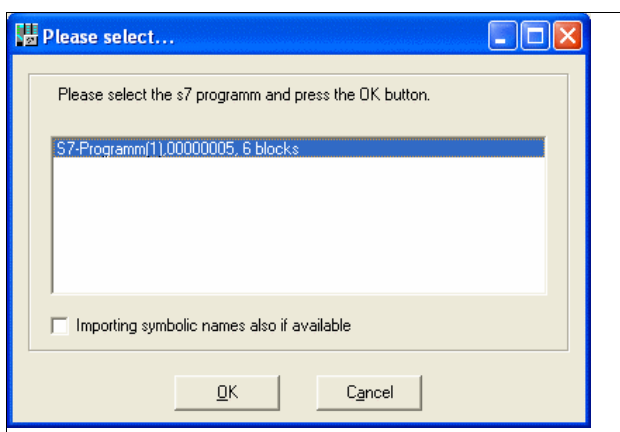 Please select...
Please select the s7 programm and press the OK button.
S7-Programm(1),00000005, 6 blocks
Importing symbolic names also if available
OK
Cancel